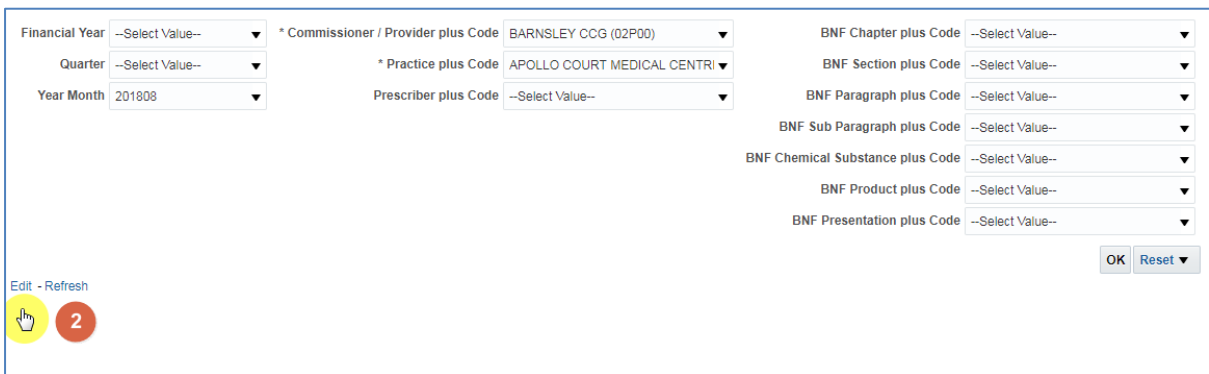 Financial Year --Select Value-- * Commissioner / Provider plus Code BARNSLEY CCG (02P00) BNF Chapter plus Code --Select Value--
Quarter --Select Value-- * Practice plus Code APOLLO COURT MEDICAL CENTRI BNF Section plus Code --Select Value--
Year Month 201808 Prescriber plus Code --Select Value-- BNF Paragraph plus Code --Select Value--
BNF Sub Paragraph plus Code --Select Value--
BNF Chemical Substance plus Code --Select Value--
BNF Product plus Code --Select Value--
BNF Presentation plus Code --Select Value--
OK Reset
Edit - Refresh
2